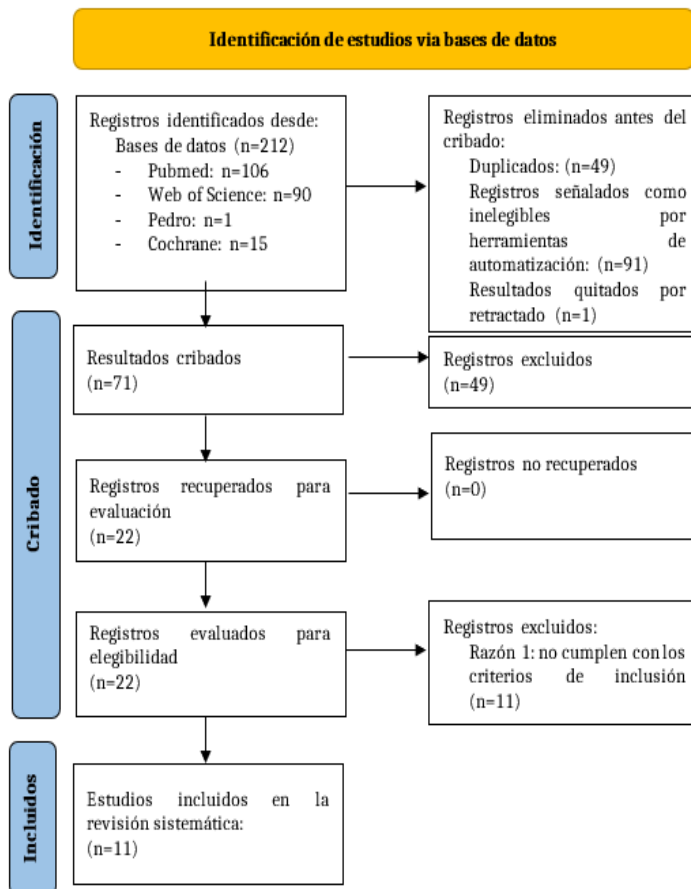 Identificación de estudios via bases de datos
Identificación
Registros identificados desde:
Bases de datos (n=212)
- Pubmed: n=106
- Web of Science: n=90
- Pedro: n=1
- Cochrane: n=15
Registros eliminados antes del
cribado:
Duplicados: (n=49)
Registros señalados como
inelegibles por
herramientas de
automatización: (n=91)
Resultados quitados por
retractado (n=1)
Cribado
Resultados cribados
(n=71)
Registros excluidos
(n=49)
Registros recuperados para
evaluación
(n=22)
Registros no recuperados
(n=0)
Registros evaluados para
elegibilidad
(n=22)
Registros excluidos:
Razón 1: no cumplen con los
criterios de inclusión
(n=11)
Incluidos
Estudios incluidos en la
revisión sistemática:
(n=11)